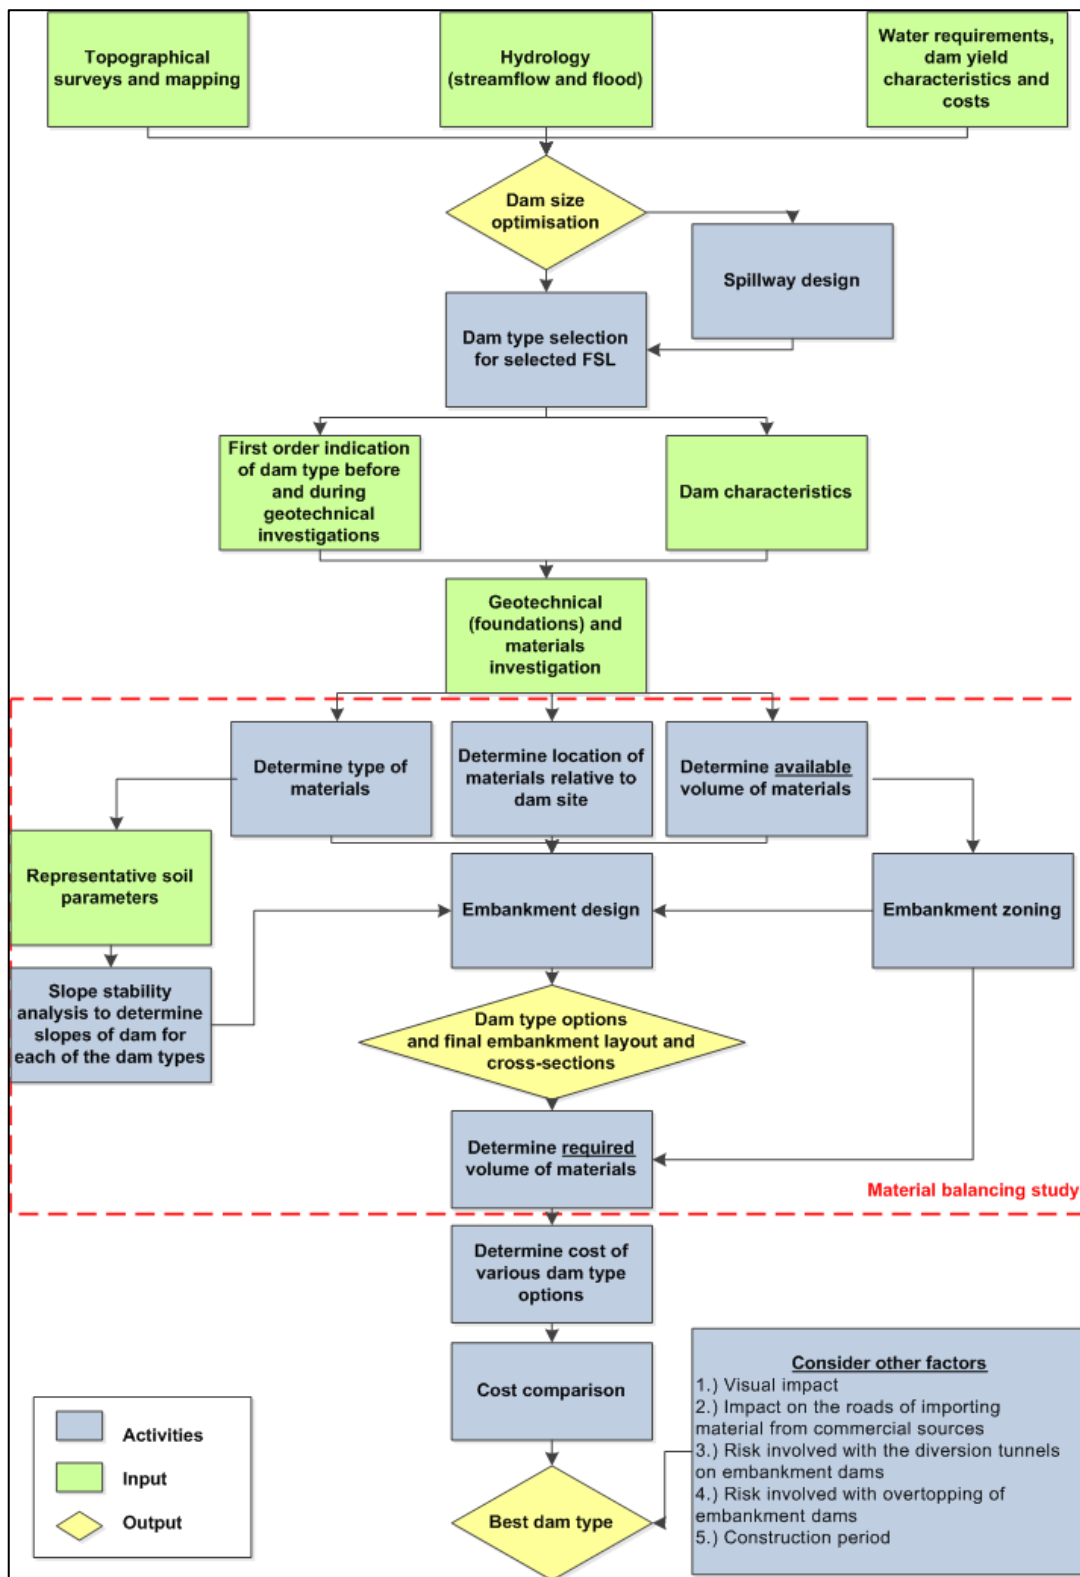 Topographical
surveys and mapping
Hydrology
(streamflow and flood)
Water requirements,
dam yield
characteristics and
costs
Dam size
optimisation
Spillway design
Dam type selection
for selected FSL
First order indication
of dam type before
and during
geotechnical
investigations
Dam characteristics
Geotechnical
(foundations) and
materials
investigation
Determine type of
materials
Determine location of
materials relative to
dam site
Determine available
volume of materials
Representative soil
parameters
Embankment design
Embankment zoning
Slope stability
analysis to determine
slopes of dam for
each of the dam types
Dam type options
and final embankment layout and
cross-sections
Determine required
volume of materials
Material balancing study
Determine cost of
various dam type
options
Cost comparison
Consider other factors
1.) Visual impact
2.) Impact on the roads of importing
material from commercial sources
3.) Risk involved with the diversion tunnels
on embankment dams
4.) Risk involved with overtopping of
embankment dams
5.) Construction period
Best dam type
Activities
Input
Output